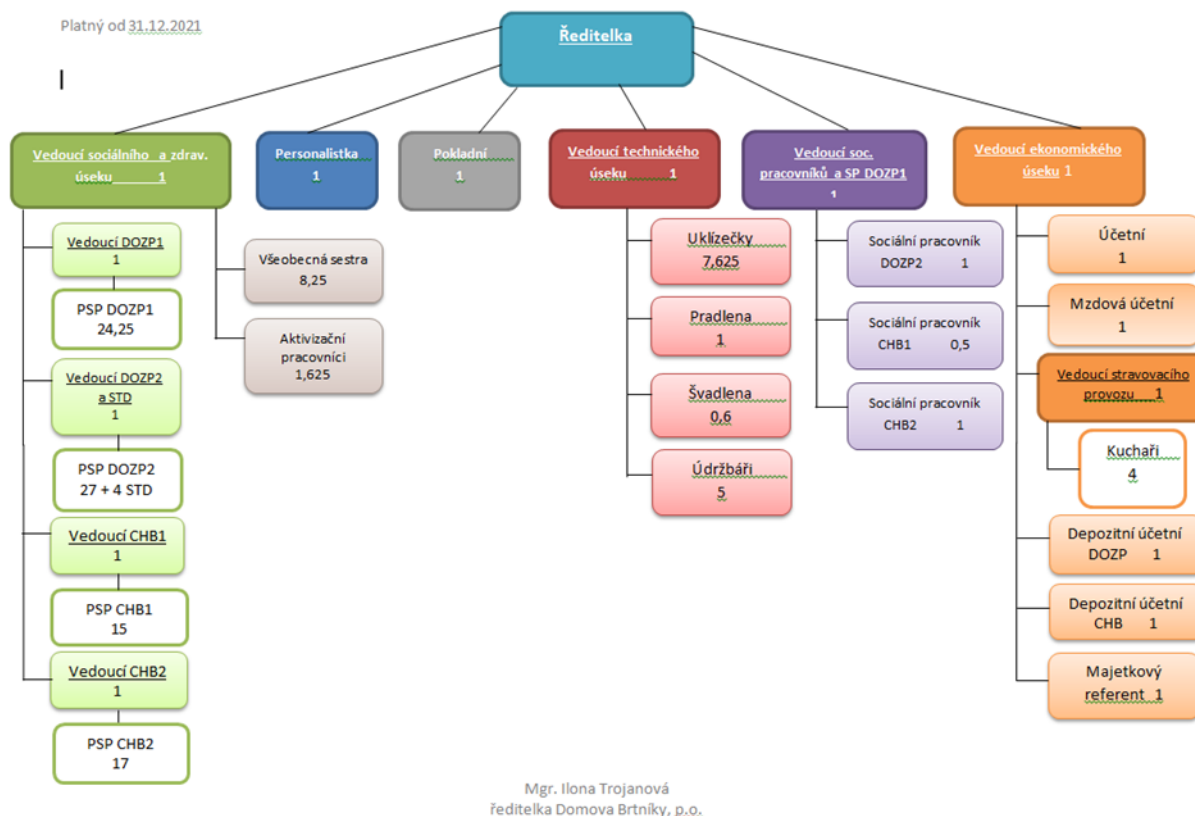 Platný od 31.12.2021
Ředitelka
Vedoucí sociálního a zdrav.
úseku 1
Personalistka
1
Pokladní
1
Vedoucí technického
úseku 1
Vedoucí soc.
pracovníků a SP DOZP1
1
Vedoucí ekonomického
úseku 1
Vedoucí DOZP1
1
PSP DOZP1
24,25
Vedoucí DOZP2
a STD
1
PSP DOZP2
27 + 4 STD
Vedoucí CHB1
1
PSP CHB1
15
Vedoucí CHB2
1
PSP CHB2
17
Všeobecná sestra
8,25
Aktivizační
pracovníci
1,625
Uklízečky
7,625
Pradlena
1
Švadlena
0,6
Údržbáři
5
Sociální pracovník
DOZP2 1
Sociální pracovník
CHB1 0,5
Sociální pracovník
CHB2 1
Účetní
1
Mzdová účetní
1
Vedoucí stravovacího
provozu 1
Kuchaři
4
Depozitní účetní
DOZP 1
Depozitní účetní
CHB 1
Majetkový
referent 1
Mgr. Ilona Trojanová
ředitelka Domova Brtníky, p.o.